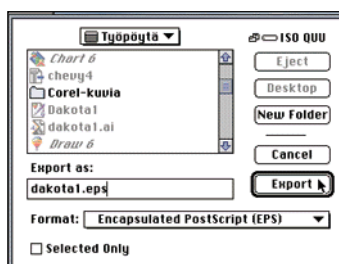 Työpöytä
ISO QUU
Chart 6
chevy4
Corel-kuvia
Dakota1
dakota1.ai
Draw 6
Eject
Desktop
New Folder
Cancel
Export
Export as:
dakota1.eps
Format: Encapsulated PostScript (EPS)
Selected Only